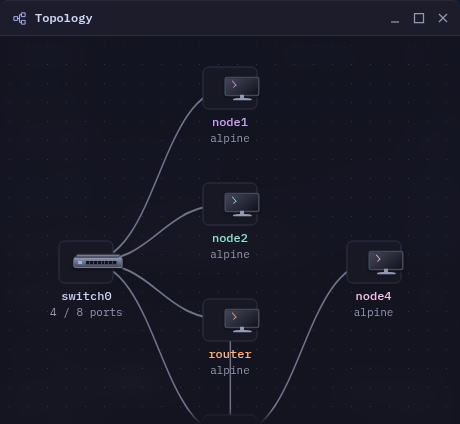 Topology
node1
alpine
node2
alpine
switch0
4 / 8 ports
node4
alpine
router
alpine